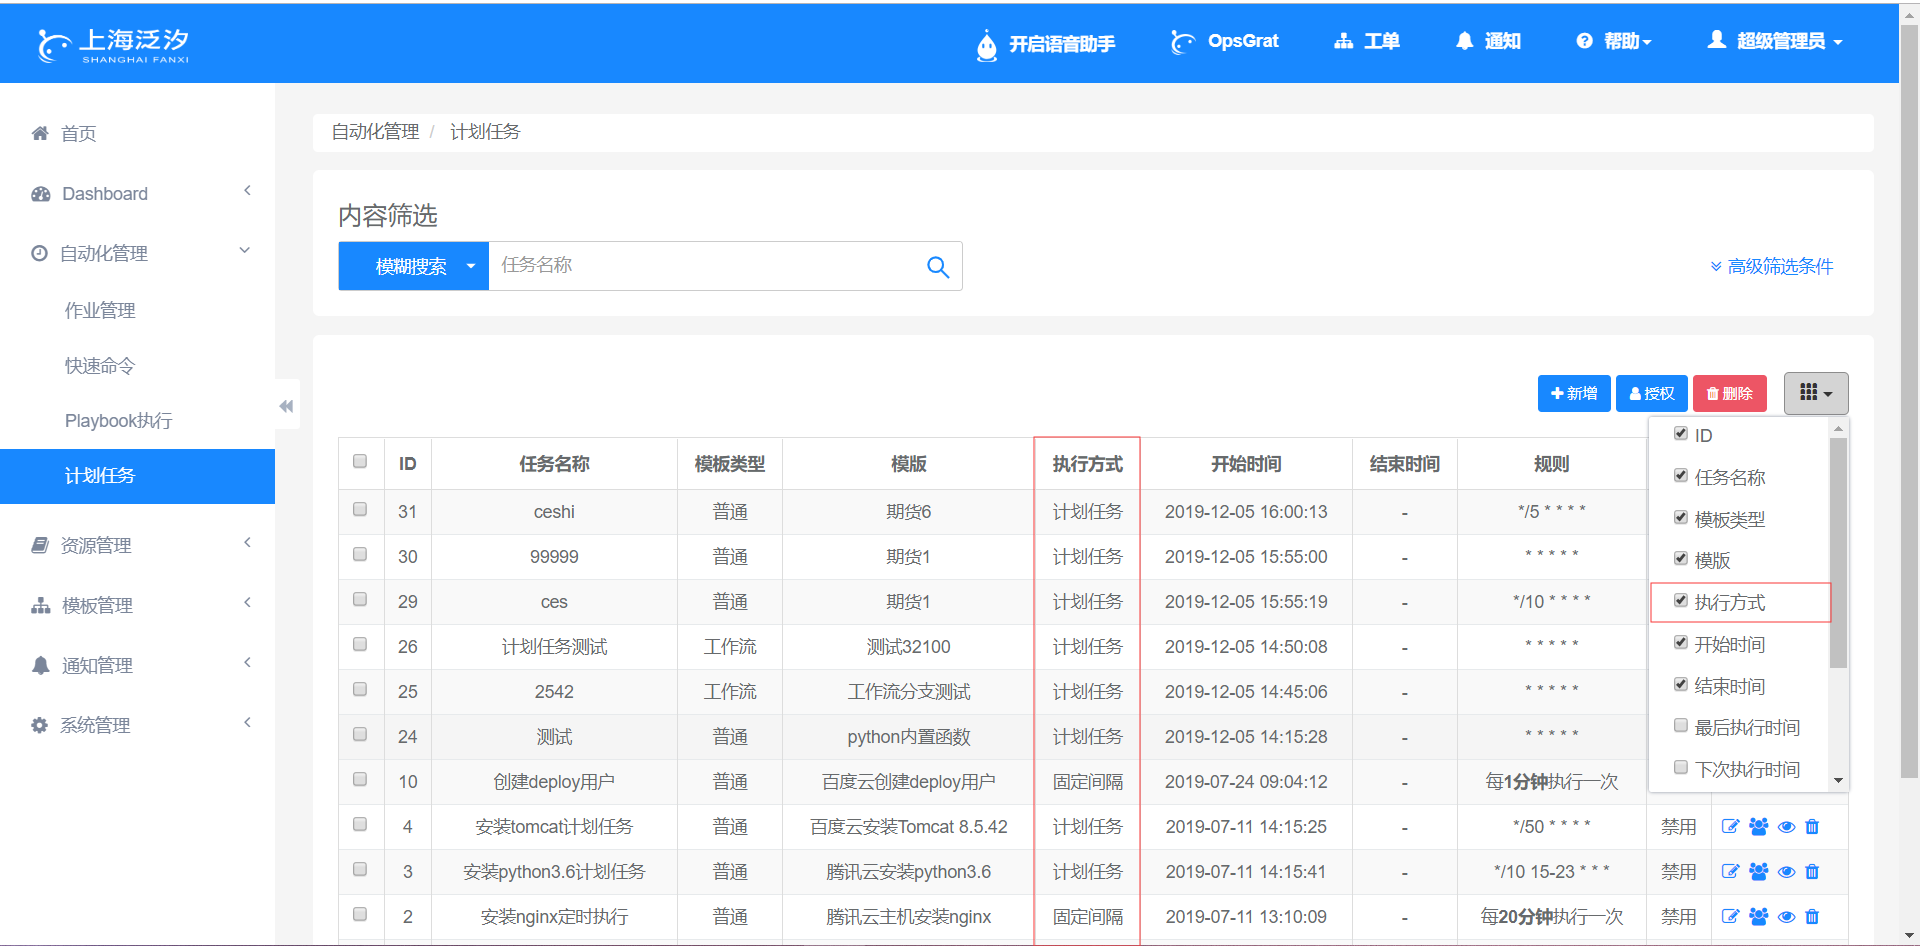 上海泛汐
SHANGHAI FANXI
开启语音助手
OpsGrat
工单
通知
帮助
超级管理员
首页
Dashboard
自动化管理
作业管理
快速命令
Playbook执行
计划任务
资源管理
模板管理
通知管理
系统管理
自动化管理 / 计划任务
内容筛选
模糊搜索 任务名称
高级筛选条件
新增 授权 删除
ID 任务名称 模板类型 模版 执行方式 开始时间 结束时间 规则
31 ceshi 普通 期货6 计划任务 2019-12-05 16:00:13 - */5 * * * *
30 99999 普通 期货1 计划任务 2019-12-05 15:55:00 - * * * * *
29 ces 普通 期货1 计划任务 2019-12-05 15:55:19 - */10 * * * *
26 计划任务测试 工作流 测试32100 计划任务 2019-12-05 14:50:08 - * * * * *
25 2542 工作流 工作流分支测试 计划任务 2019-12-05 14:45:06 - * * * * *
24 测试 普通 python内置函数 计划任务 2019-12-05 14:15:28 - * * * * *
10 创建deploy用户 普通 百度云创建deploy用户 固定间隔 2019-07-24 09:04:12 - 每1分钟执行一次
4 安装tomcat计划任务 普通 百度云安装Tomcat 8.5.42 计划任务 2019-07-11 14:15:25 - */50 * * * * 禁用
3 安装python3.6计划任务 普通 腾讯云安装python3.6 计划任务 2019-07-11 14:15:41 - */10 15-23 * * * 禁用
2 安装nginx定时执行 普通 腾讯云主机安装nginx 固定间隔 2019-07-11 13:10:09 - 每20分钟执行一次 禁用
ID
任务名称
模板类型
模版
执行方式
开始时间
结束时间
最后执行时间
下次执行时间